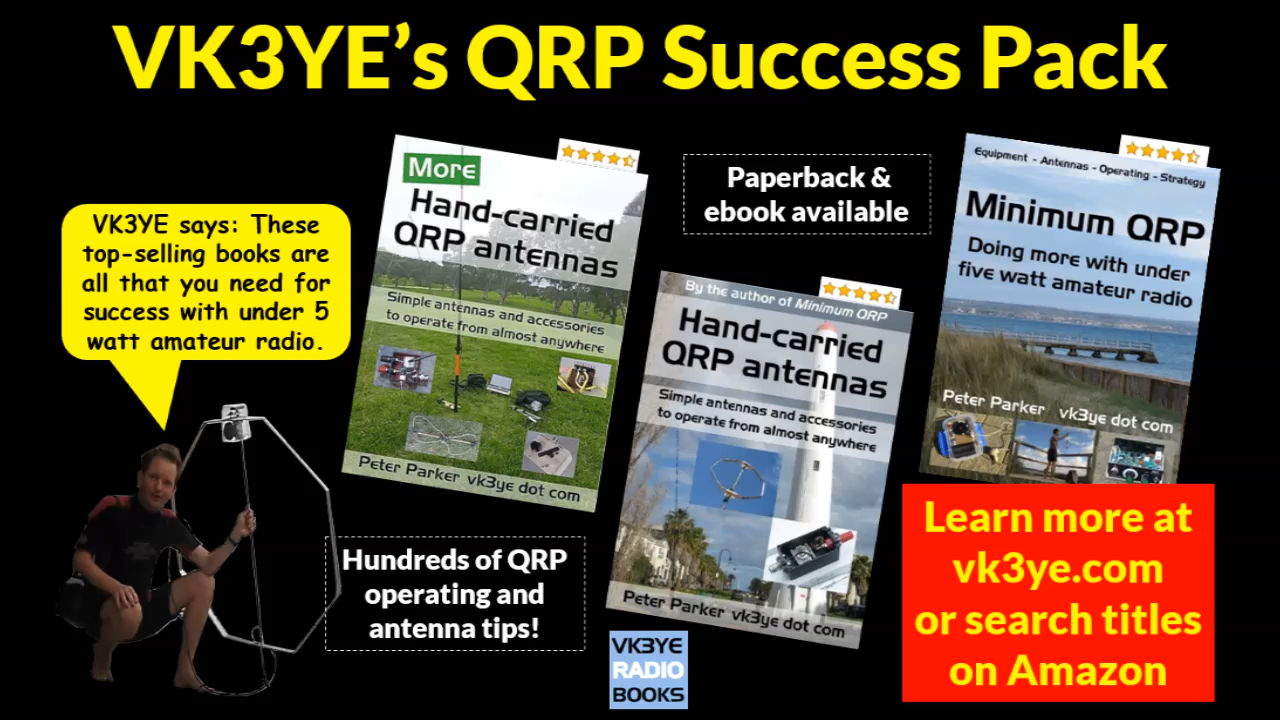 VK3YE’s QRP Success Pack
VK3YE says: These
top-selling books are
all that you need for
success with under 5
watt amateur radio.
More
Hand-carried
QRP antennas
Simple antennas and accessories
to operate from almost anywhere
Peter Parker vk3ye dot com
Hundreds of QRP
operating and
antenna tips!
Paperback &
ebook available
By the author of Minimum QRP
Hand-carried
QRP antennas
Simple antennas and accessories
to operate from almost anywhere
Peter Parker vk3ye dot com
VK3YE
RADIO
BOOKS
Equipment - Antennas - Operating - Strategy
Minimum QRP
Doing more with under
five watt amateur radio
Peter Parker vk3ye dot com
Learn more at
vk3ye.com
or search titles
on Amazon